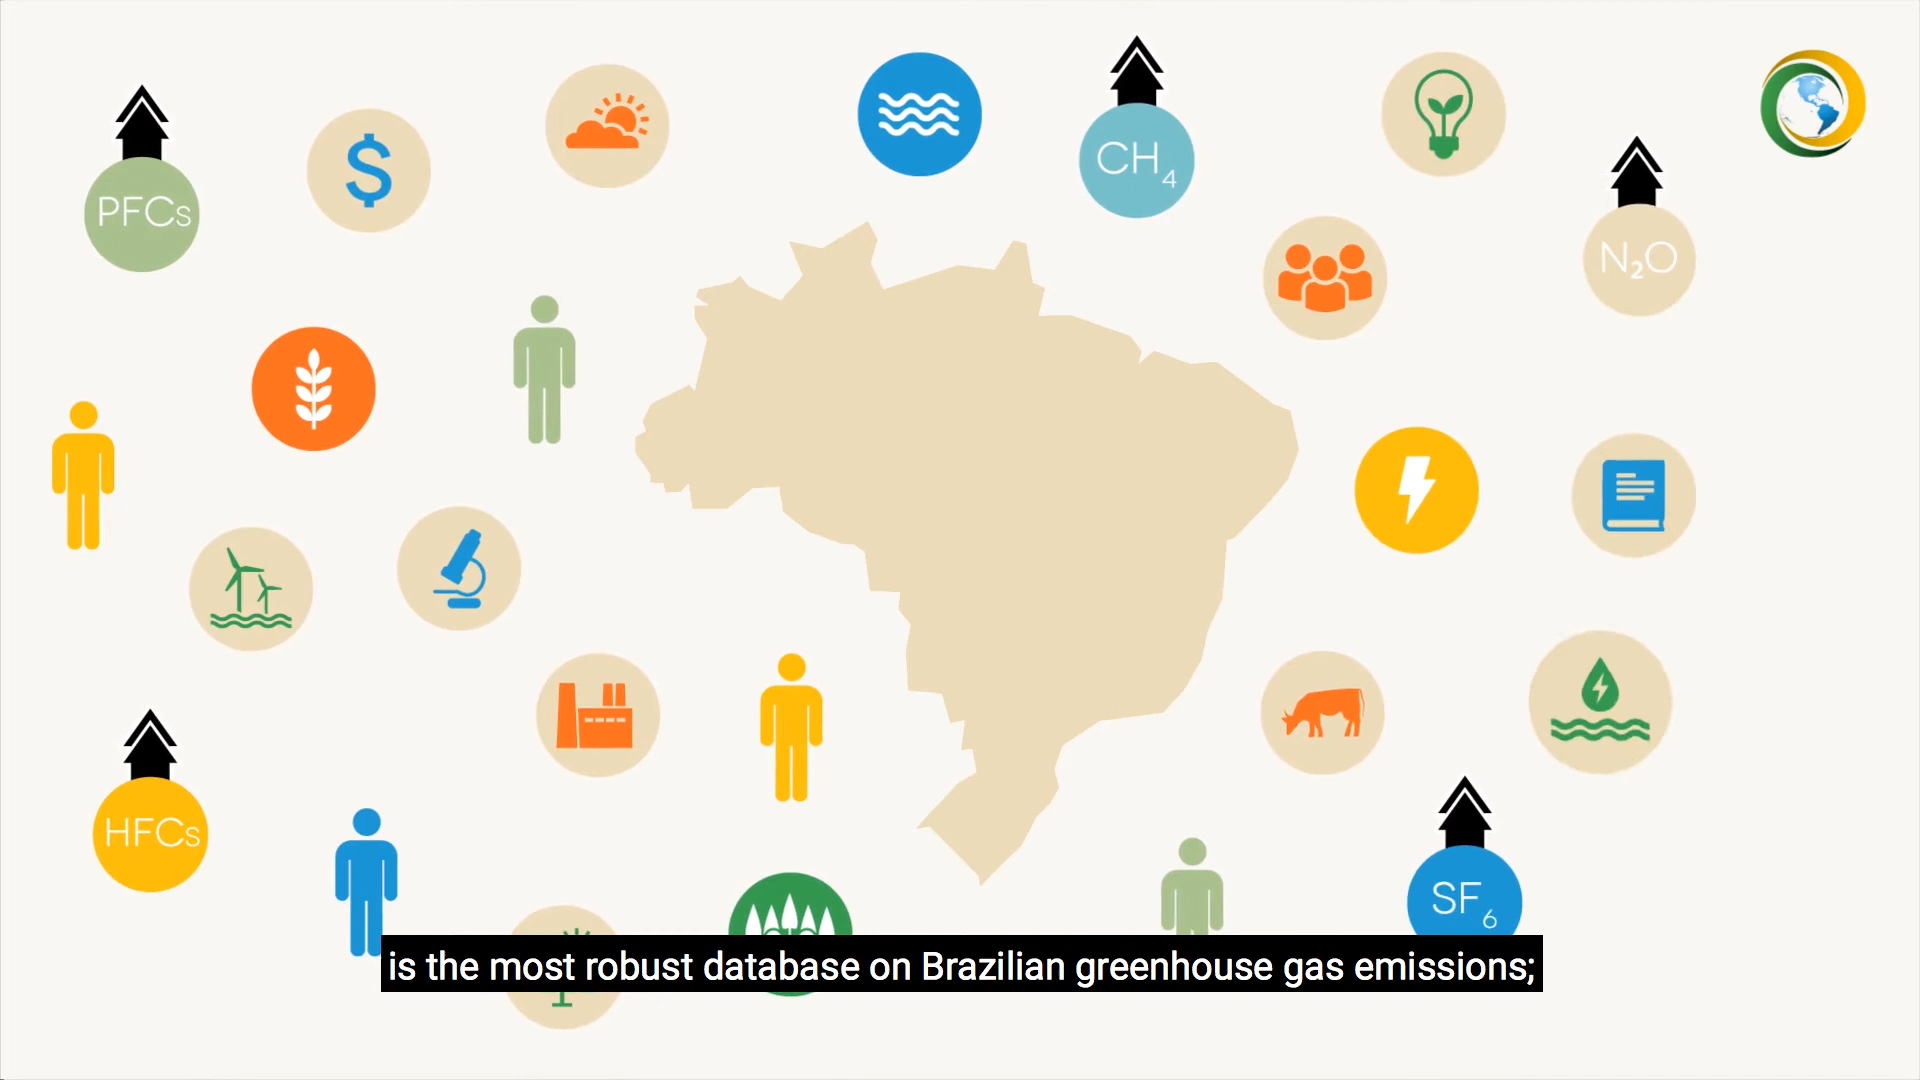 CH₄
PFCs
$
N₂O
HFCs
SF₆
is the most robust database on Brazilian greenhouse gas emissions;